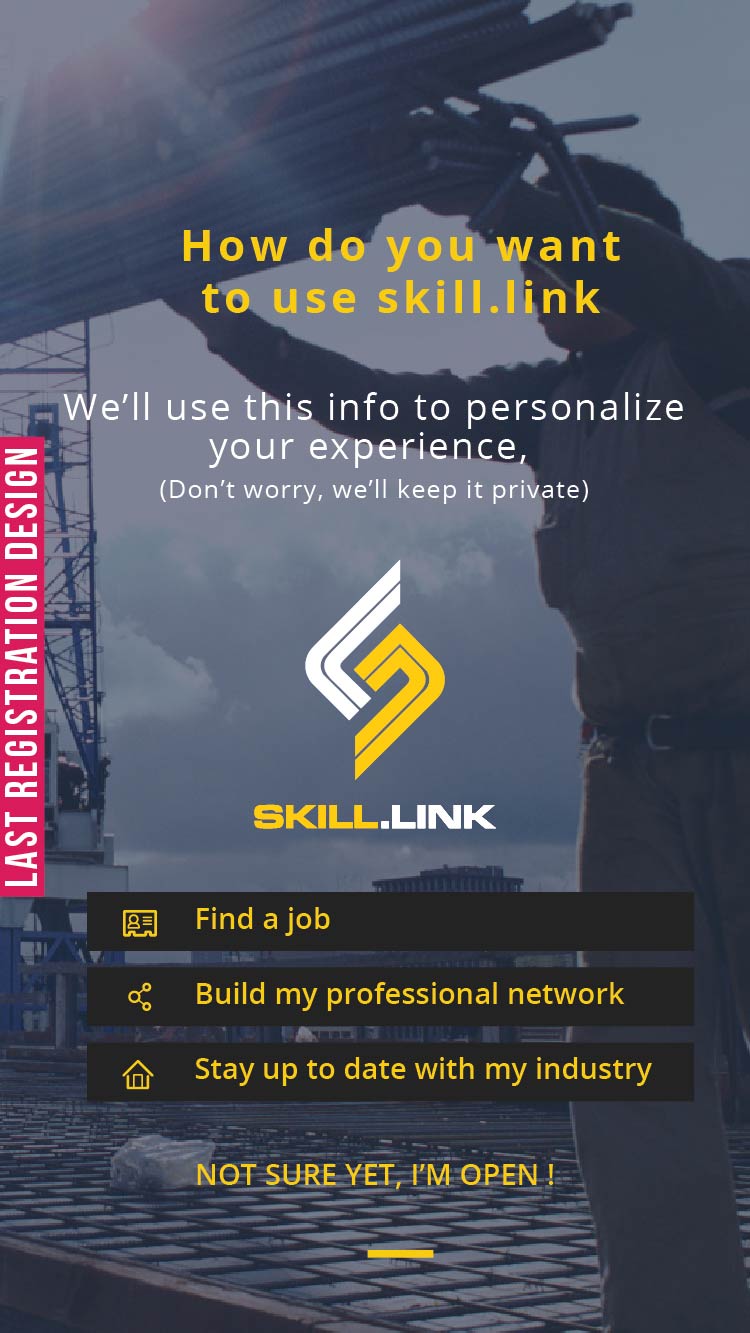 How do you want
to use skill.link
We’ll use this info to personalize
your experience,
(Don’t worry, we’ll keep it private)
LAST REGISTRATION DESIGN
SKILL.LINK
Find a job
Build my professional network
Stay up to date with my industry
NOT SURE YET, I’M OPEN !